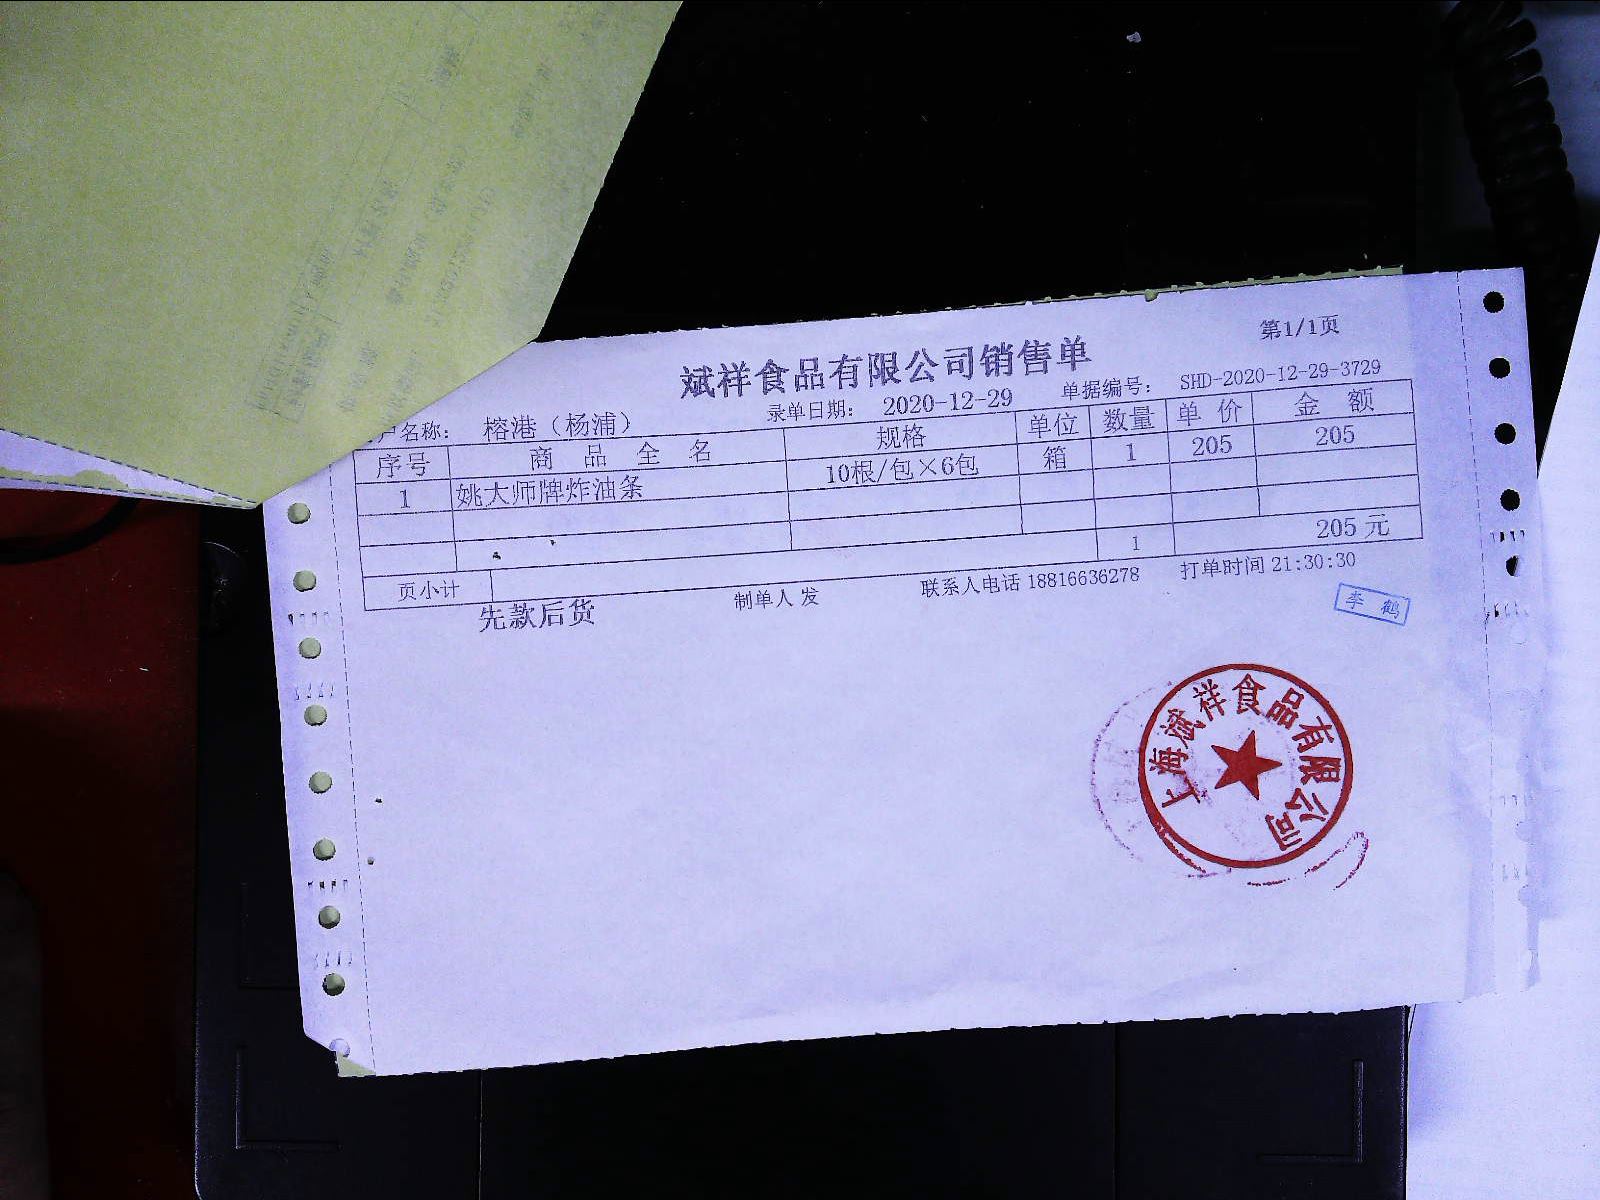 第1/1页
斌祥食品有限公司销售单
户名称: 榕港（杨浦） 录单日期: 2020-12-29 单据编号: SHD-2020-12-29-3729
序号 商品全名 规格 单位 数量 单价 金额
1 姚大师牌炸油条 10根/包×6包 箱 1 205 205
页小计 1 205元
先款后货 制单人 发 联系人电话 18816636278 打单时间 21:30:30
李鹤
上海斌祥食品有限公司